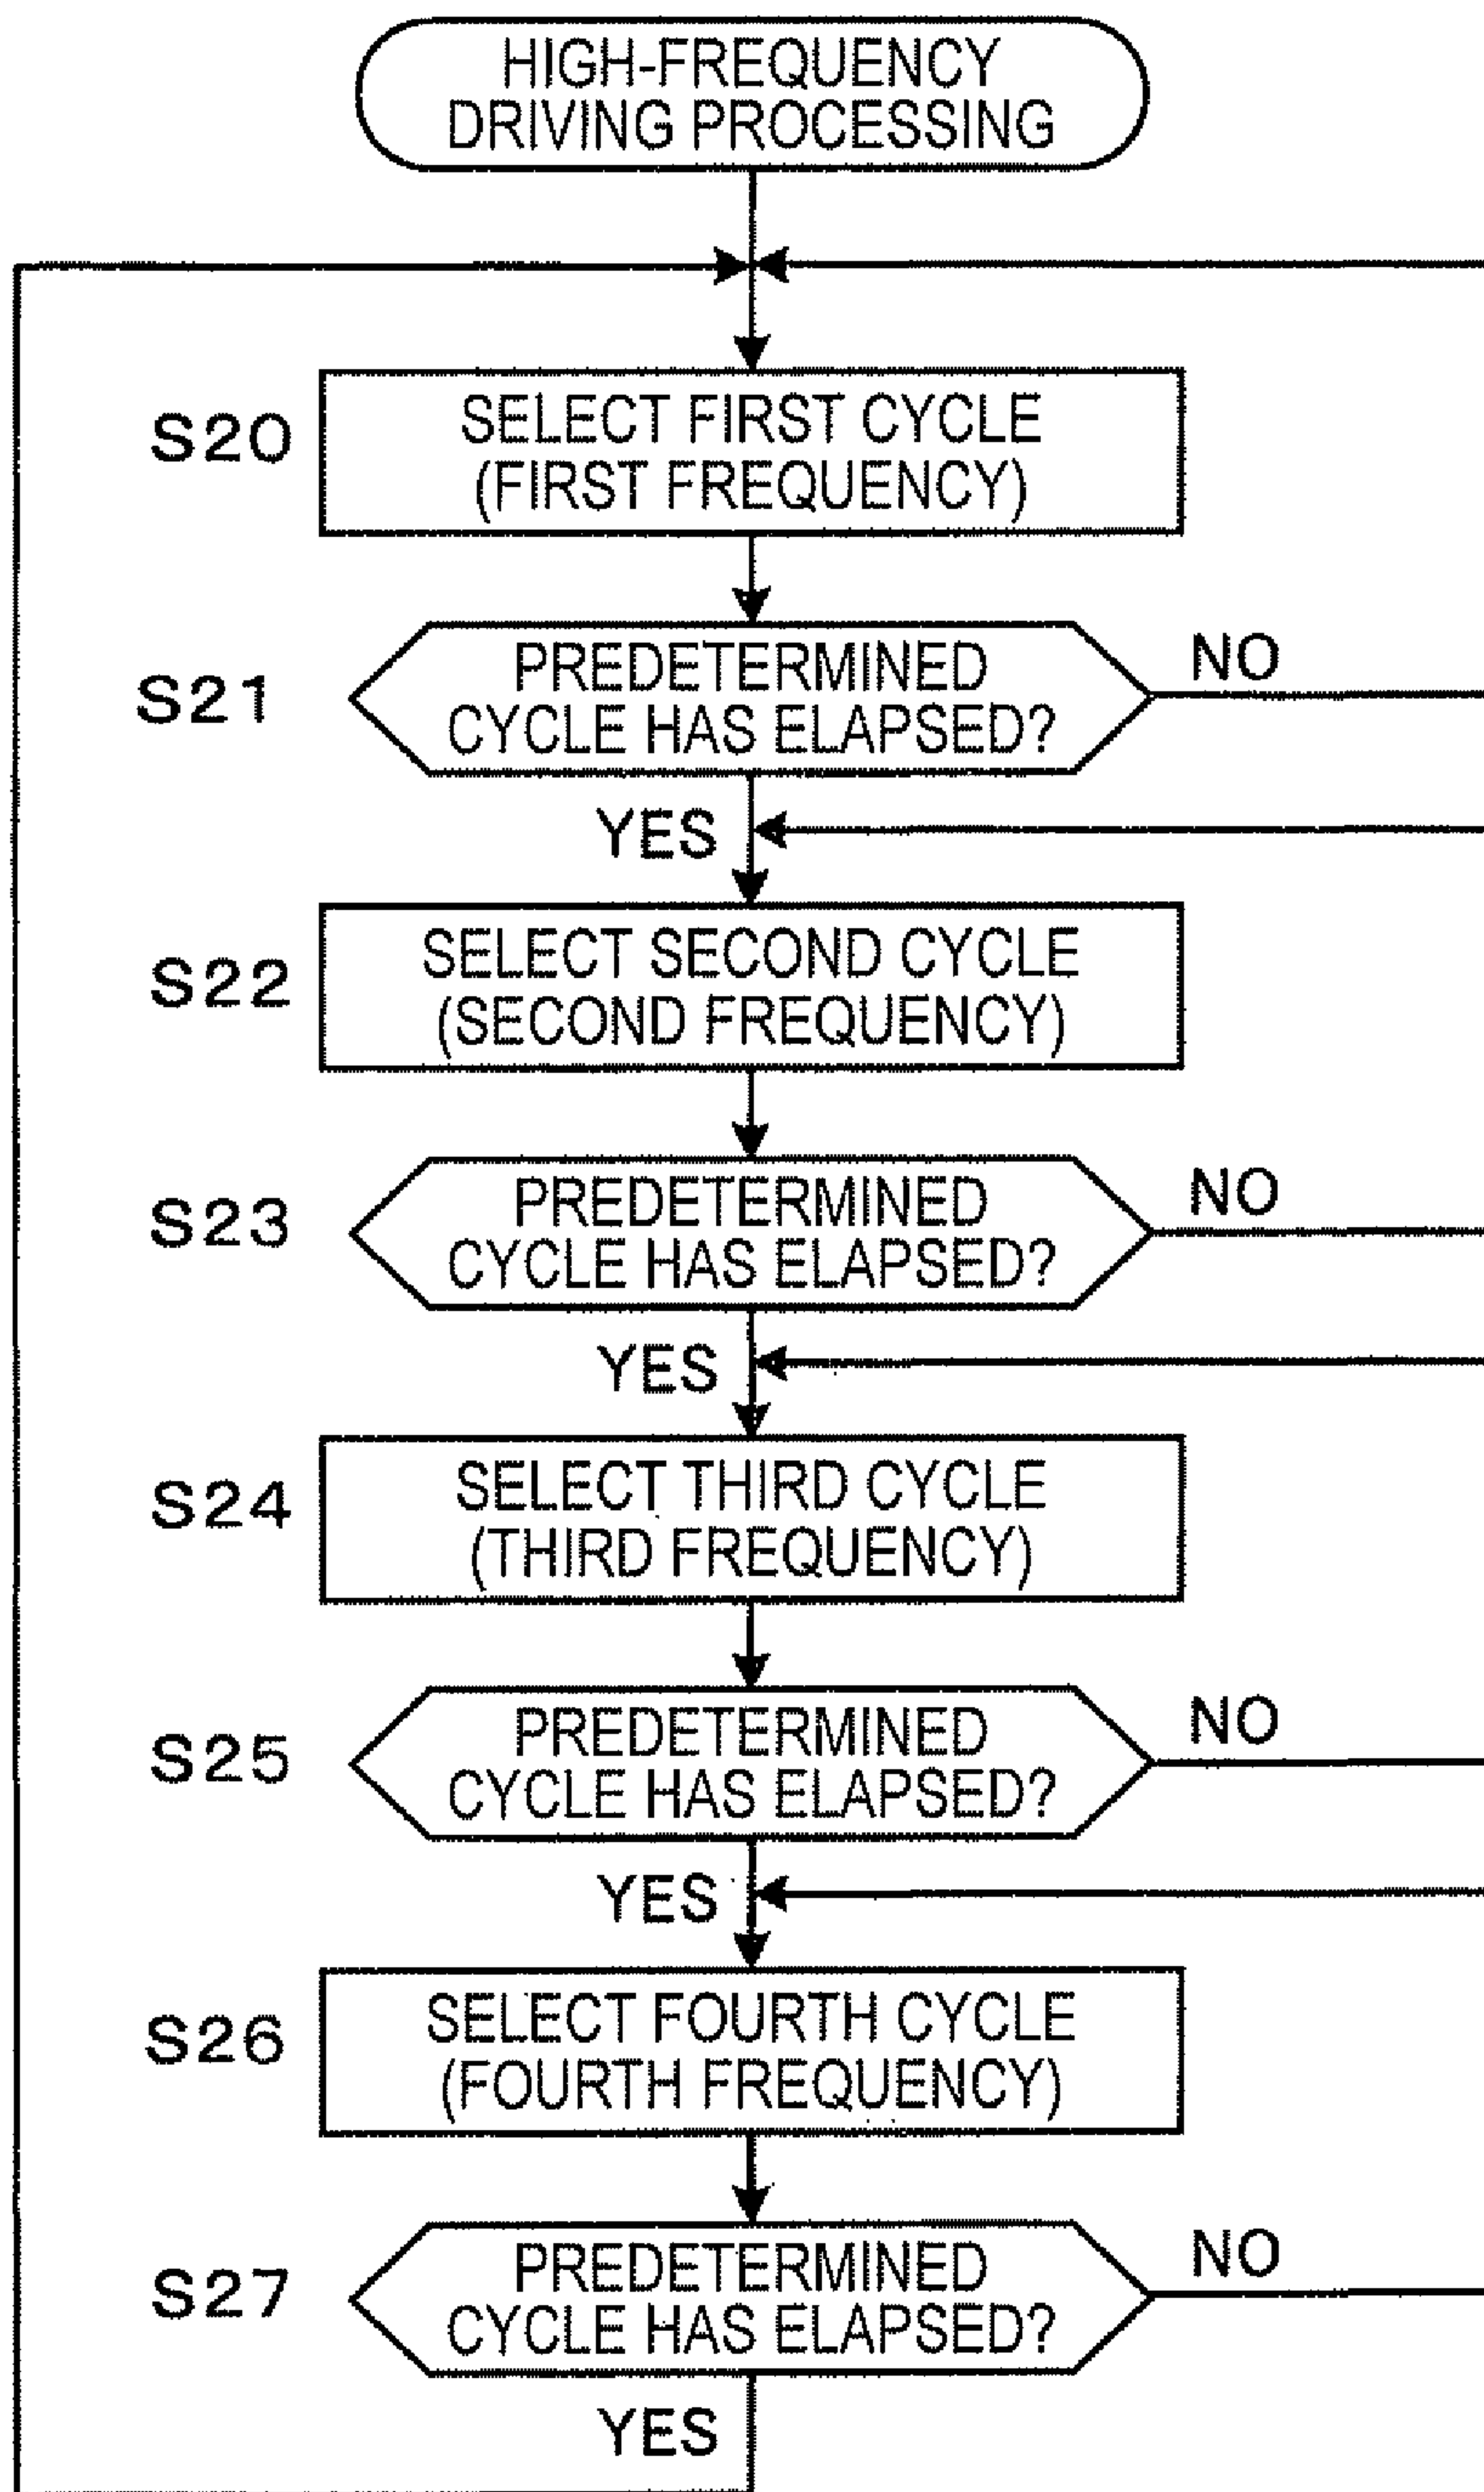 HIGH-FREQUENCY
DRIVING PROCESSING
S20
SELECT FIRST CYCLE
(FIRST FREQUENCY)
S21
PREDETERMINED
CYCLE HAS ELAPSED?
NO
YES
S22
SELECT SECOND CYCLE
(SECOND FREQUENCY)
S23
PREDETERMINED
CYCLE HAS ELAPSED?
NO
YES
S24
SELECT THIRD CYCLE
(THIRD FREQUENCY)
S25
PREDETERMINED
CYCLE HAS ELAPSED?
NO
YES
S26
SELECT FOURTH CYCLE
(FOURTH FREQUENCY)
S27
PREDETERMINED
CYCLE HAS ELAPSED?
NO
YES